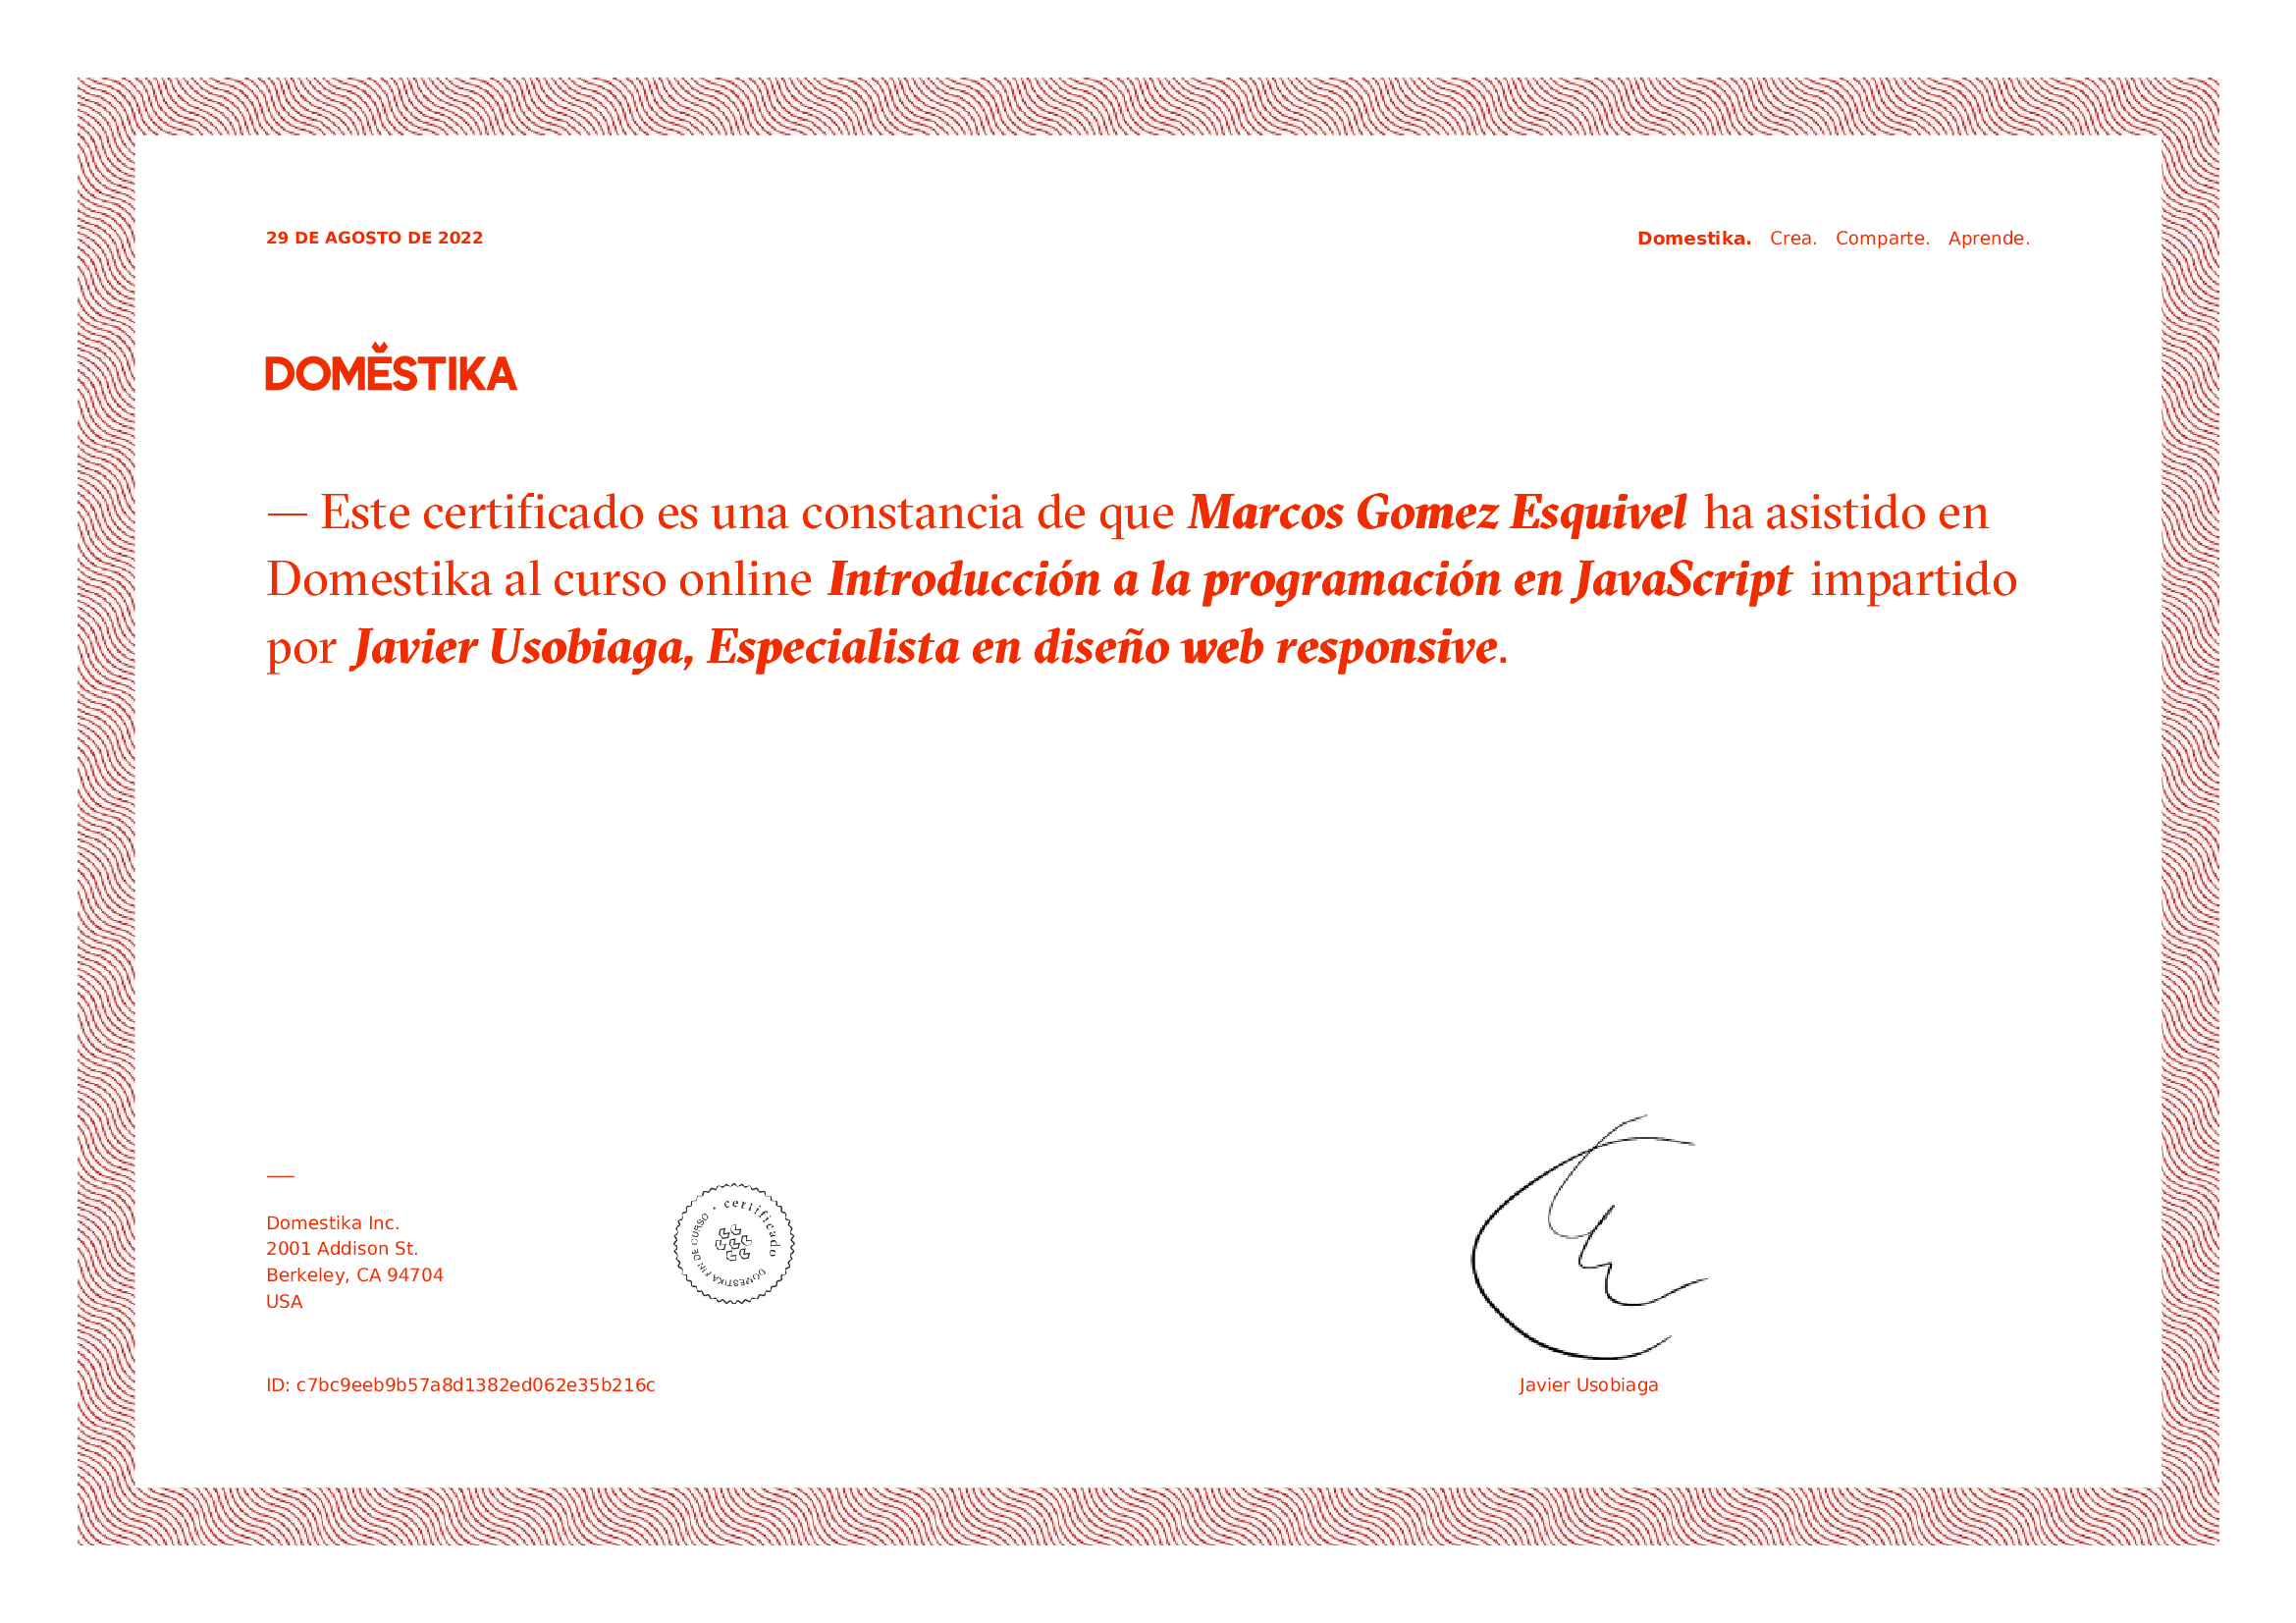 29 DE AGOSTO DE 2022
Domestika. Crea. Comparte. Aprende.
DOMĔSTIKA
— Este certificado es una constancia de que Marcos Gomez Esquivel ha asistido en
Domestika al curso online Introducción a la programación en JavaScript impartido
por Javier Usobiaga, Especialista en diseño web responsive.
—
Domestika Inc.
2001 Addison St.
Berkeley, CA 94704
USA
certificado
DOMESTIKA FIN DE CURSO
ID: c7bc9eeb9b57a8d1382ed062e35b216c
Javier Usobiaga